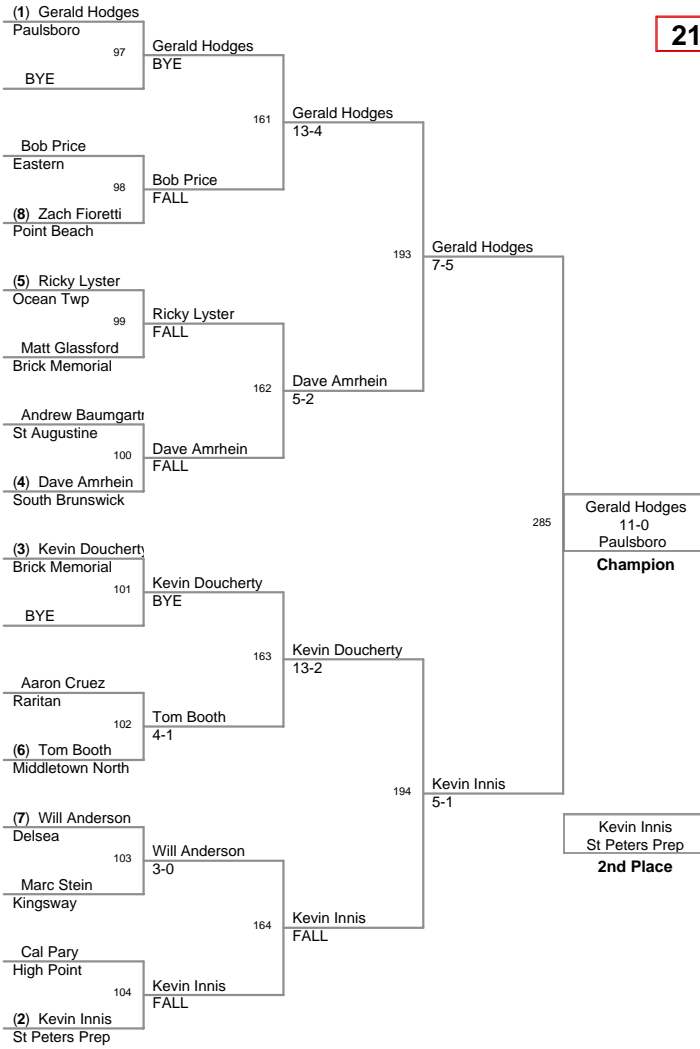 (1) Gerald Hodges
Paulsboro
97
BYE
Gerald Hodges
BYE
21
161
Gerald Hodges
13-4
Bob Price
Eastern
98
(8) Zach Fioretti
Point Beach
Bob Price
FALL
193
Gerald Hodges
7-5
(5) Ricky Lyster
Ocean Twp
99
Matt Glassford
Brick Memorial
Ricky Lyster
FALL
162
Dave Amrhein
5-2
Andrew Baumgartn
St Augustine
100
(4) Dave Amrhein
South Brunswick
Dave Amrhein
FALL
285
Gerald Hodges
11-0
Paulsboro
Champion
(3) Kevin Doucherty
Brick Memorial
101
BYE
Kevin Doucherty
BYE
163
Kevin Doucherty
13-2
Aaron Cruez
Raritan
102
(6) Tom Booth
Middletown North
Tom Booth
4-1
194
Kevin Innis
5-1
Kevin Innis
St Peters Prep
2nd Place
(7) Will Anderson
Delsea
103
Marc Stein
Kingsway
Will Anderson
3-0
164
Kevin Innis
FALL
Cal Pary
High Point
104
(2) Kevin Innis
St Peters Prep
Kevin Innis
FALL